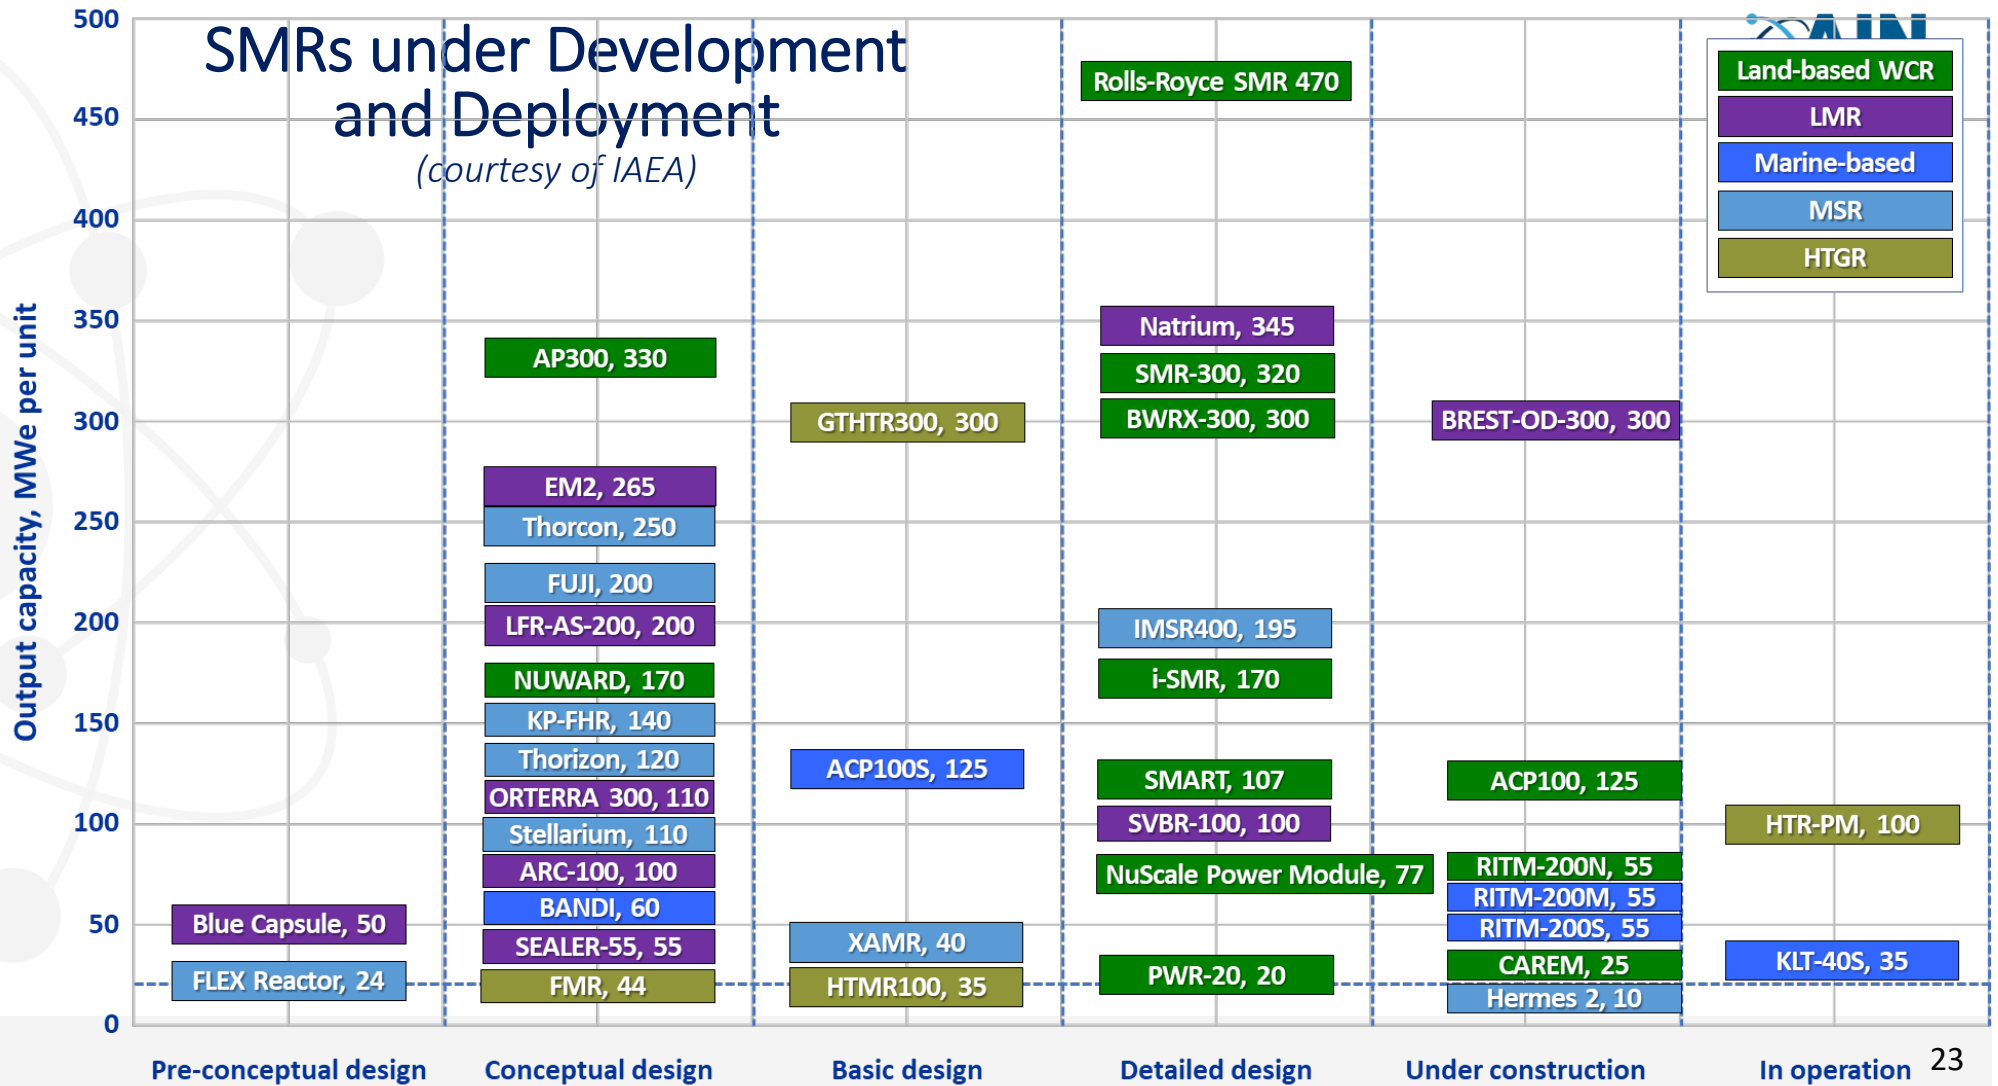 SMRs under Development
and Deployment
(courtesy of IAEA)
Land-based WCR
LMR
Marine-based
MSR
HTGR
Output capacity, MWe per unit
500
450
400
350
300
250
200
150
100
50
0
Blue Capsule, 50
FLEX Reactor, 24
AP300, 330
EM2, 265
Thorcon, 250
FUJI, 200
LFR-AS-200, 200
NUWARD, 170
KP-FHR, 140
Thorizon, 120
ORTERRA 300, 110
Stellarium, 110
ARC-100, 100
BANDI, 60
SEALER-55, 55
FMR, 44
GTHTR300, 300
ACP100S, 125
XAMR, 40
HTMR100, 35
Rolls-Royce SMR 470
Natrium, 345
SMR-300, 320
BWRX-300, 300
IMSR400, 195
i-SMR, 170
SMART, 107
SVBR-100, 100
NuScale Power Module, 77
PWR-20, 20
BREST-OD-300, 300
ACP100, 125
RITM-200N, 55
RITM-200M, 55
RITM-200S, 55
CAREM, 25
Hermes 2, 10
HTR-PM, 100
KLT-40S, 35
Pre-conceptual design
Conceptual design
Basic design
Detailed design
Under construction
In operation
23